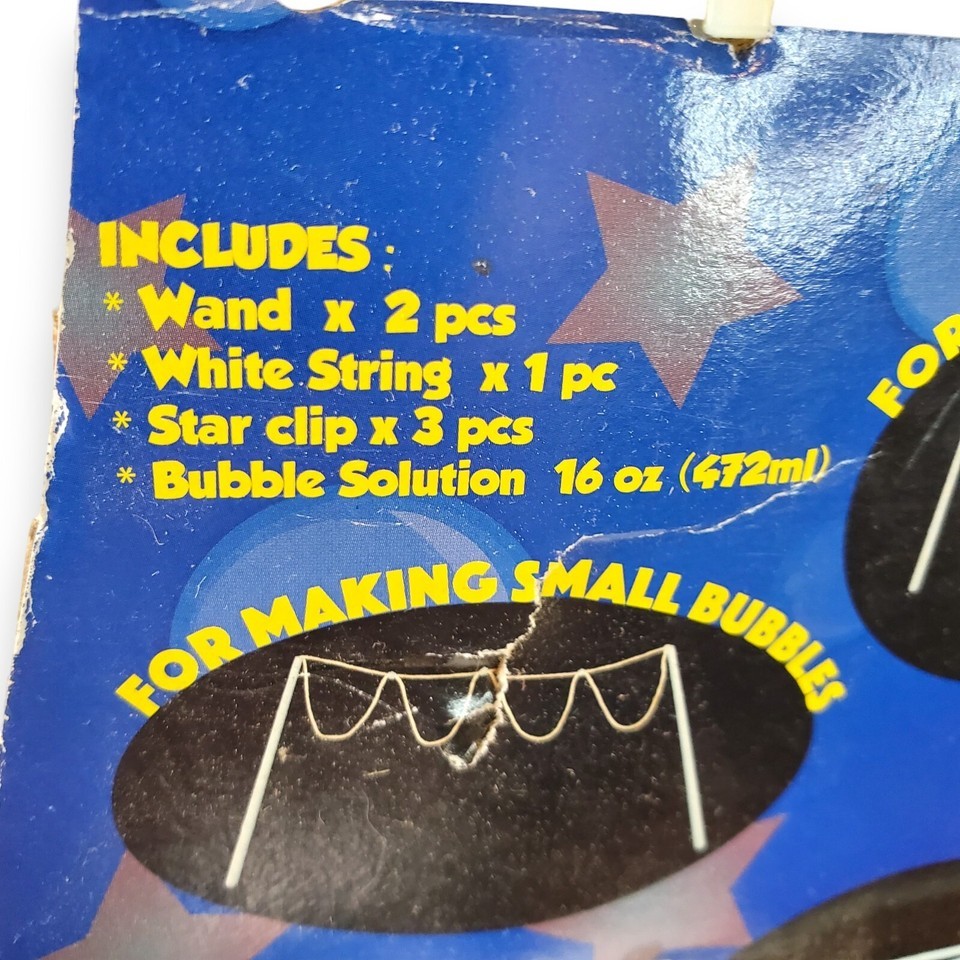 INCLUDES :
* Wand x 2 pcs
* White String x 1 pc
* Star clip x 3 pcs
* Bubble Solution 16 oz (472ml)
FOR MAKING SMALL BUBBLES
FOR